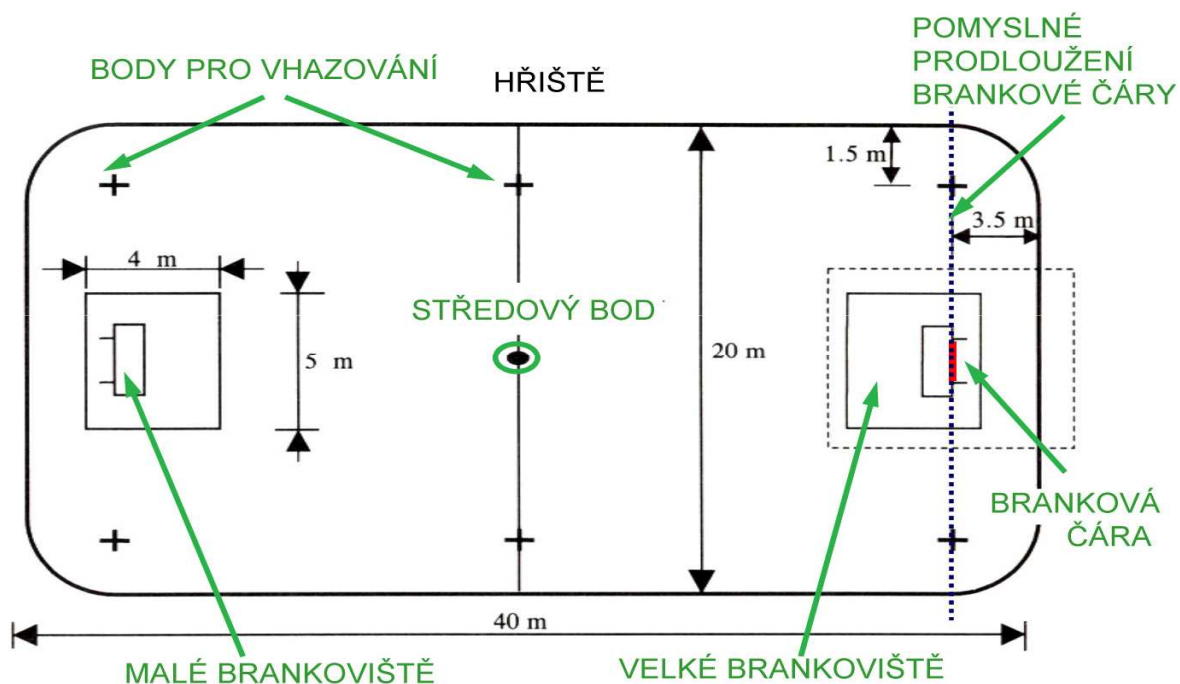 POMYSLNÉ
PRODLOUŽENÍ
BRANKOVÉ ČÁRY
BODY PRO VHAZOVÁNÍ
HŘIŠTĚ
1.5 m
3.5 m
4 m
STŘEDOVÝ BOD
5 m
20 m
BRANKOVÁ
ČÁRA
40 m
MALÉ BRANKOVIŠTĚ
VELKÉ BRANKOVIŠTĚ